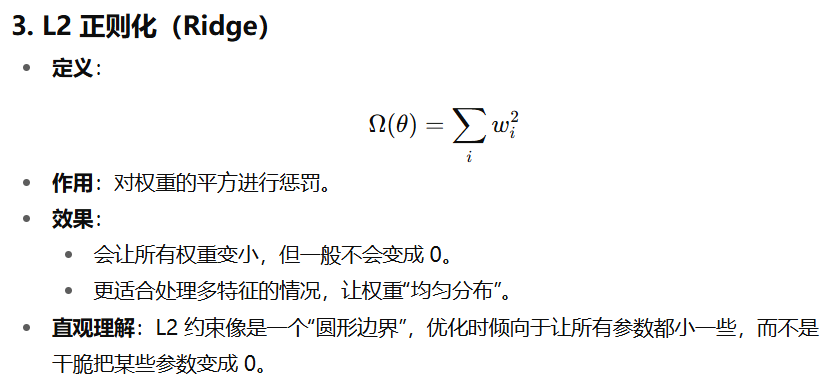 3. L2 正则化（Ridge）
• 定义：
Ω(θ) = ∑_i w_i^2
• 作用：对权重的平方进行惩罚。
• 效果：
• 会让所有权重变小，但一般不会变成 0。
• 更适合处理多特征的情况，让权重“均匀分布”。
• 直观理解：L2 约束像是一个“圆形边界”，优化时倾向于让所有参数都小一些，而不是
干脆把某些参数变成 0。